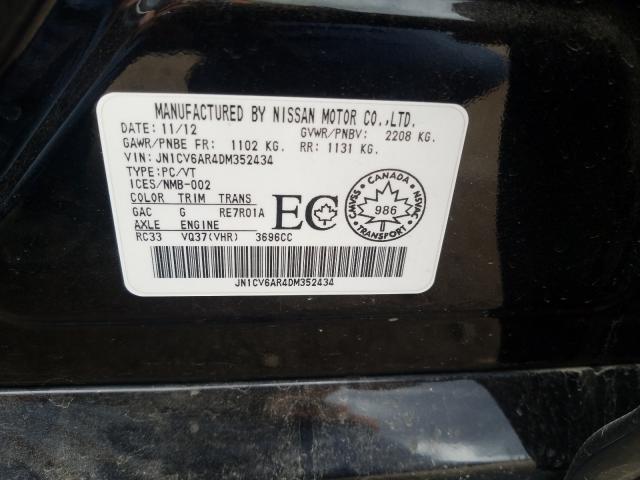 MANUFACTURED BY NISSAN MOTOR CO.,LTD.
DATE: 11/12 GVWR/PNBV: 2208 KG.
GAWR/PNBE FR: 1102 KG. RR: 1131 KG.
VIN: JN1CV6AR4DM352434
TYPE: PC/VT
ICES/NMB-002
COLOR TRIM TRANS
GAC G RE7R01A
AXLE ENGINE
RC33 VQ37(VHR) 3696CC
EC
CANADA
CMVSS
NSVAC
986
TRANSPORT
JN1CV6AR4DM352434